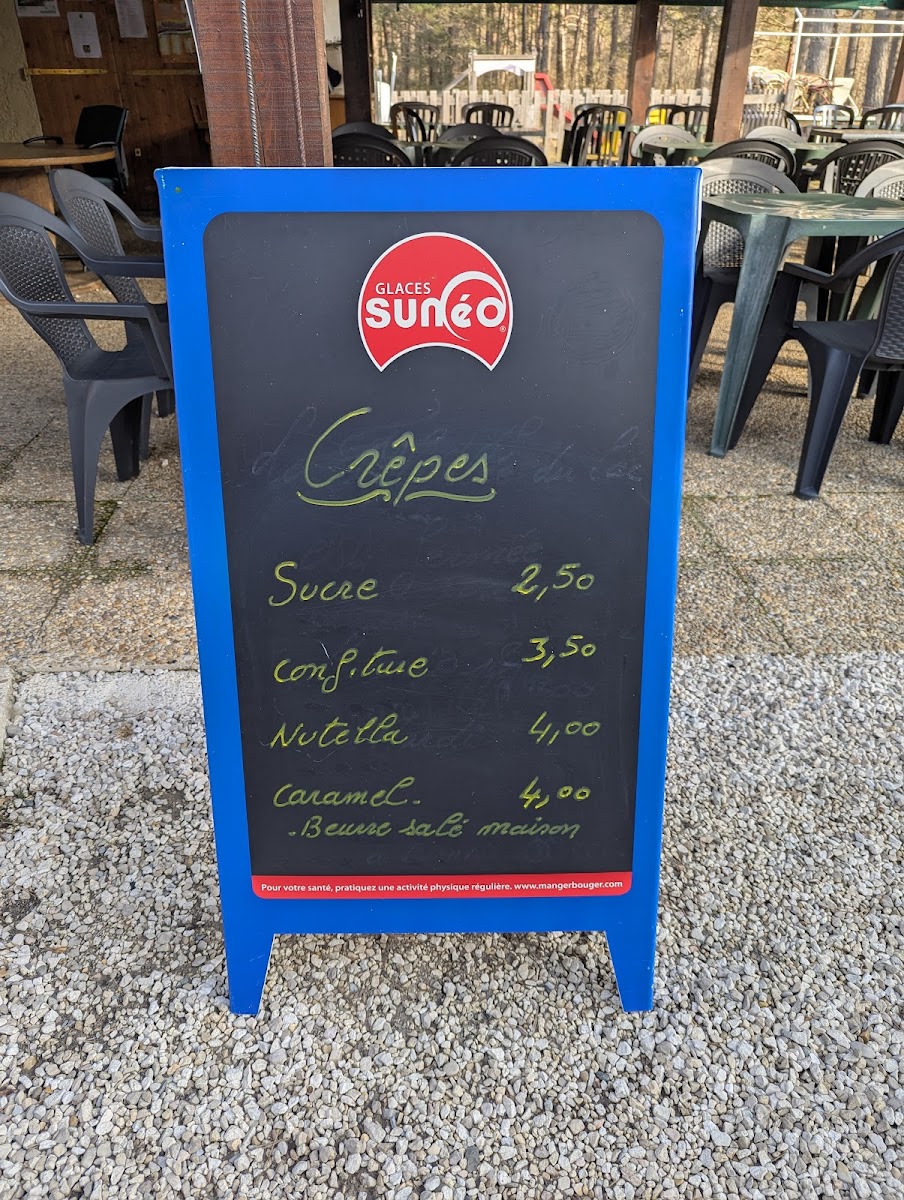 GLACES
sunéo®
Crêpes
Sucre 2,50
confiture 3,50
Nutella 4,00
caramel. 4,00
. Beurre salé maison
Pour votre santé, pratiquez une activité physique régulière. www.mangerbouger.com